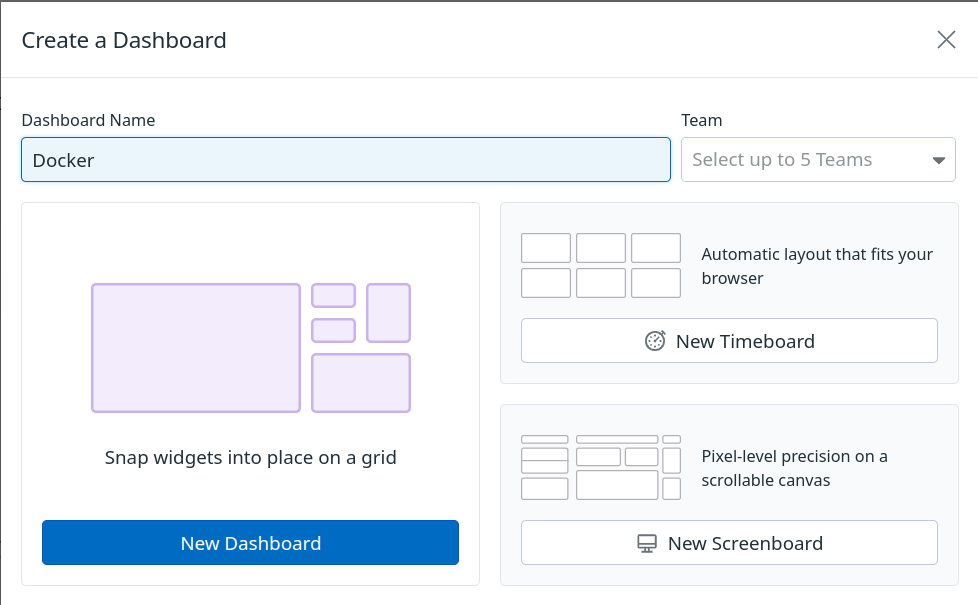 Create a Dashboard
Dashboard Name
Team
Docker
Select up to 5 Teams
Snap widgets into place on a grid
New Dashboard
Automatic layout that fits your
browser
New Timeboard
Pixel-level precision on a
scrollable canvas
New Screenboard